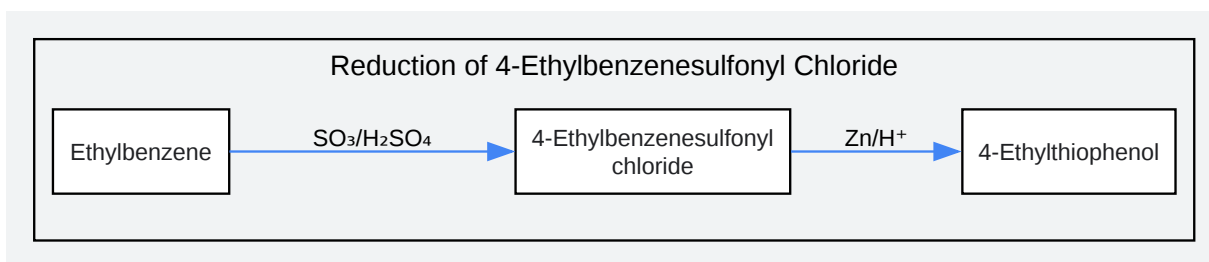 Reduction of 4-Ethylbenzenesulfonyl Chloride
Ethylbenzene
SO₃/H₂SO₄
4-Ethylbenzenesulfonyl
chloride
Zn/H⁺
4-Ethylthiophenol